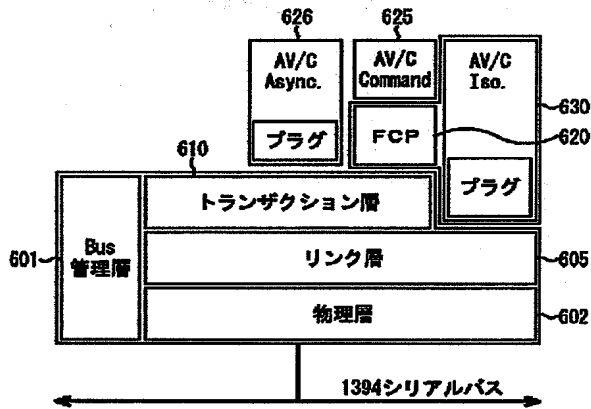 626
625
AV/C
Async.
プラグ
AV/C
Command
FCP
AV/C
Iso.
プラグ
630
620
610
トランザクション層
601
Bus
管理層
リンク層
605
物理層
602
1394シリアルバス